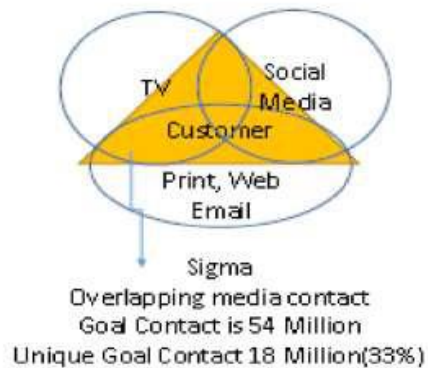 TV
Social
Media
Customer
Print, Web
Email
Sigma
Overlapping media contact
Goal Contact is 54 Million
Unique Goal Contact 18 Million(33%)